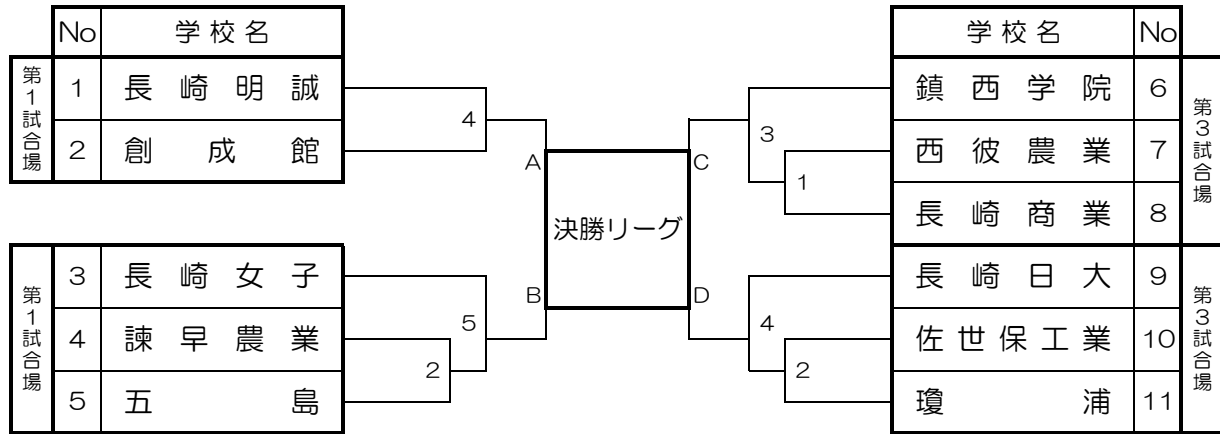 No 学校名
第1試合場
1 長崎明誠
2 創成館
4
第1試合場
3 長崎女子
4 諫早農業
5 五島
5
2
A
B
決勝リーグ
C
D
学校名 No
鎮西学院 6
西彼農業 7
長崎商業 8
第3試合場
3
1
長崎日大 9
佐世保工業 10
瓊浦 11
第3試合場
4
2